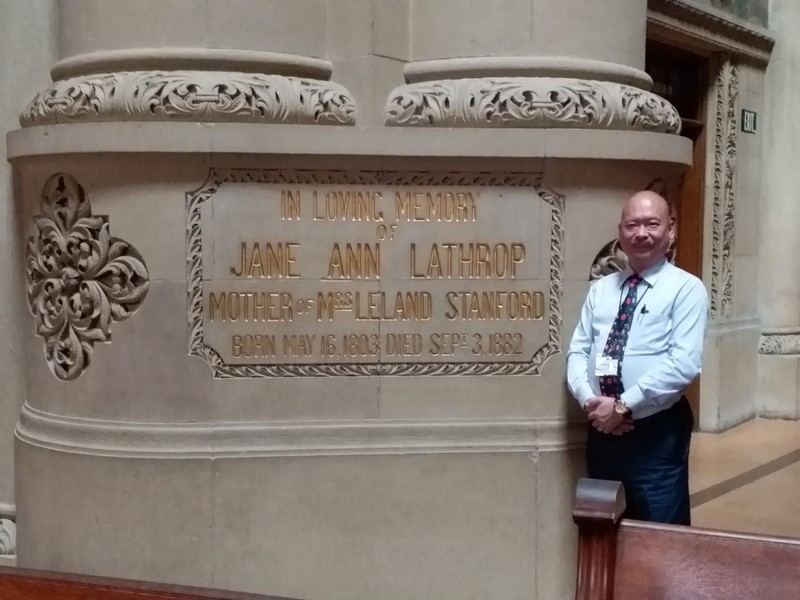 IN LOVING MEMORY
OF
JANE ANN LATHROP
MOTHER OF MRS LELAND STANFORD
BORN MAY 16.1803 DIED SEPT 3.1882
EXIT